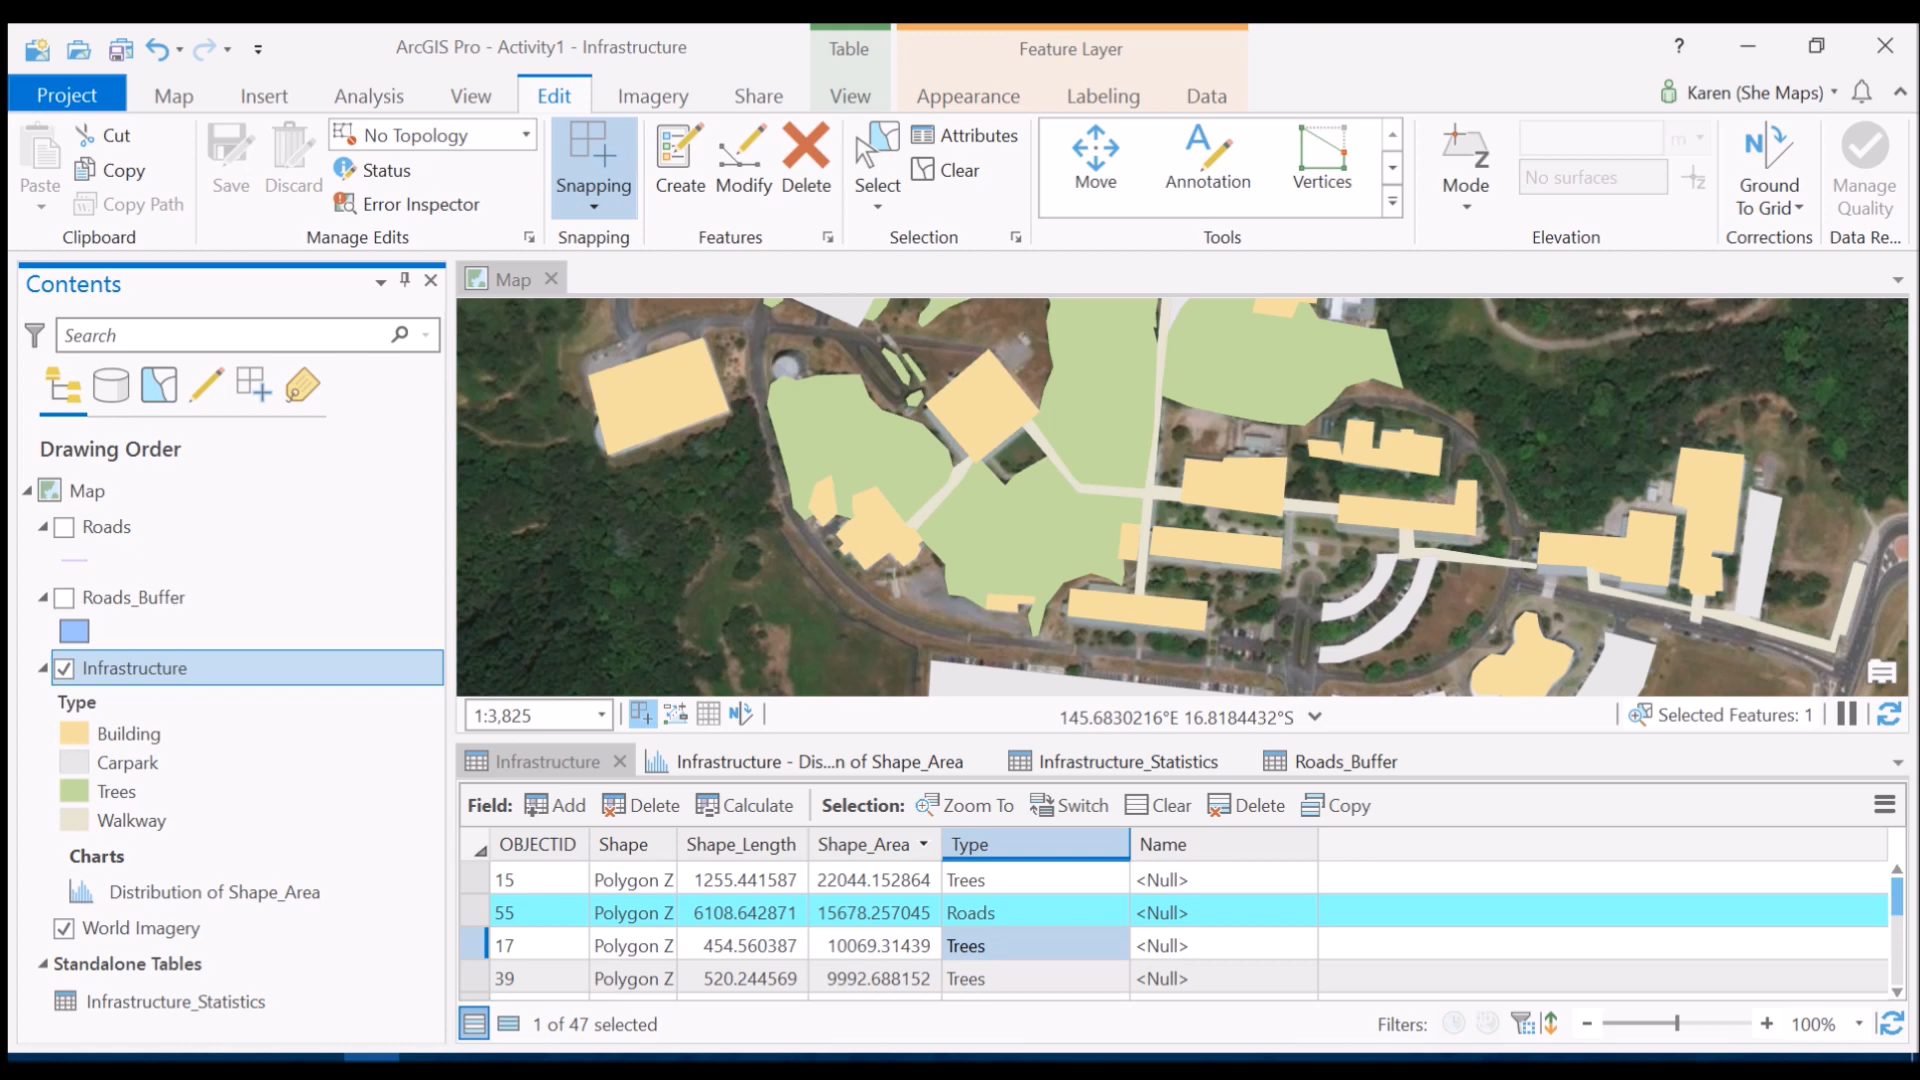 ArcGIS Pro - Activity1 - Infrastructure
Table
Feature Layer
?
Project Map Insert Analysis View Edit Imagery Share View Appearance Labeling Data
Karen (She Maps)
Paste
Cut
Copy
Copy Path
Clipboard
Save
Discard
No Topology
Status
Error Inspector
Manage Edits
Snapping
Snapping
Create
Modify
Delete
Features
Select
Attributes
Clear
Selection
Move
Annotation
Vertices
Tools
Mode
m
No surfaces
Elevation
Ground
To Grid
Corrections
Manage
Quality
Data Re...
Contents
Search
Drawing Order
Map
Roads
Roads_Buffer
Infrastructure
Type
Building
Carpark
Trees
Walkway
Charts
Distribution of Shape_Area
World Imagery
Standalone Tables
Infrastructure_Statistics
Map
1:3,825
145.6830216°E 16.8184432°S
Selected Features: 1
Infrastructure
Infrastructure - Dis...n of Shape_Area
Infrastructure_Statistics
Roads_Buffer
Field: Add Delete Calculate Selection: Zoom To Switch Clear Delete Copy
OBJECTID Shape Shape_Length Shape_Area Type Name
15 Polygon Z 1255.441587 22044.152864 Trees <Null>
55 Polygon Z 6108.642871 15678.257045 Roads <Null>
17 Polygon Z 454.560387 10069.31439 Trees <Null>
39 Polygon Z 520.244569 9992.688152 Trees <Null>
1 of 47 selected
Filters:
- + 100%